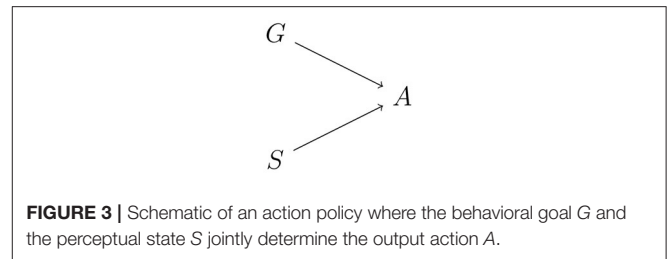 G
A
S
FIGURE 3 | Schematic of an action policy where the behavioral goal G and
the perceptual state S jointly determine the output action A.